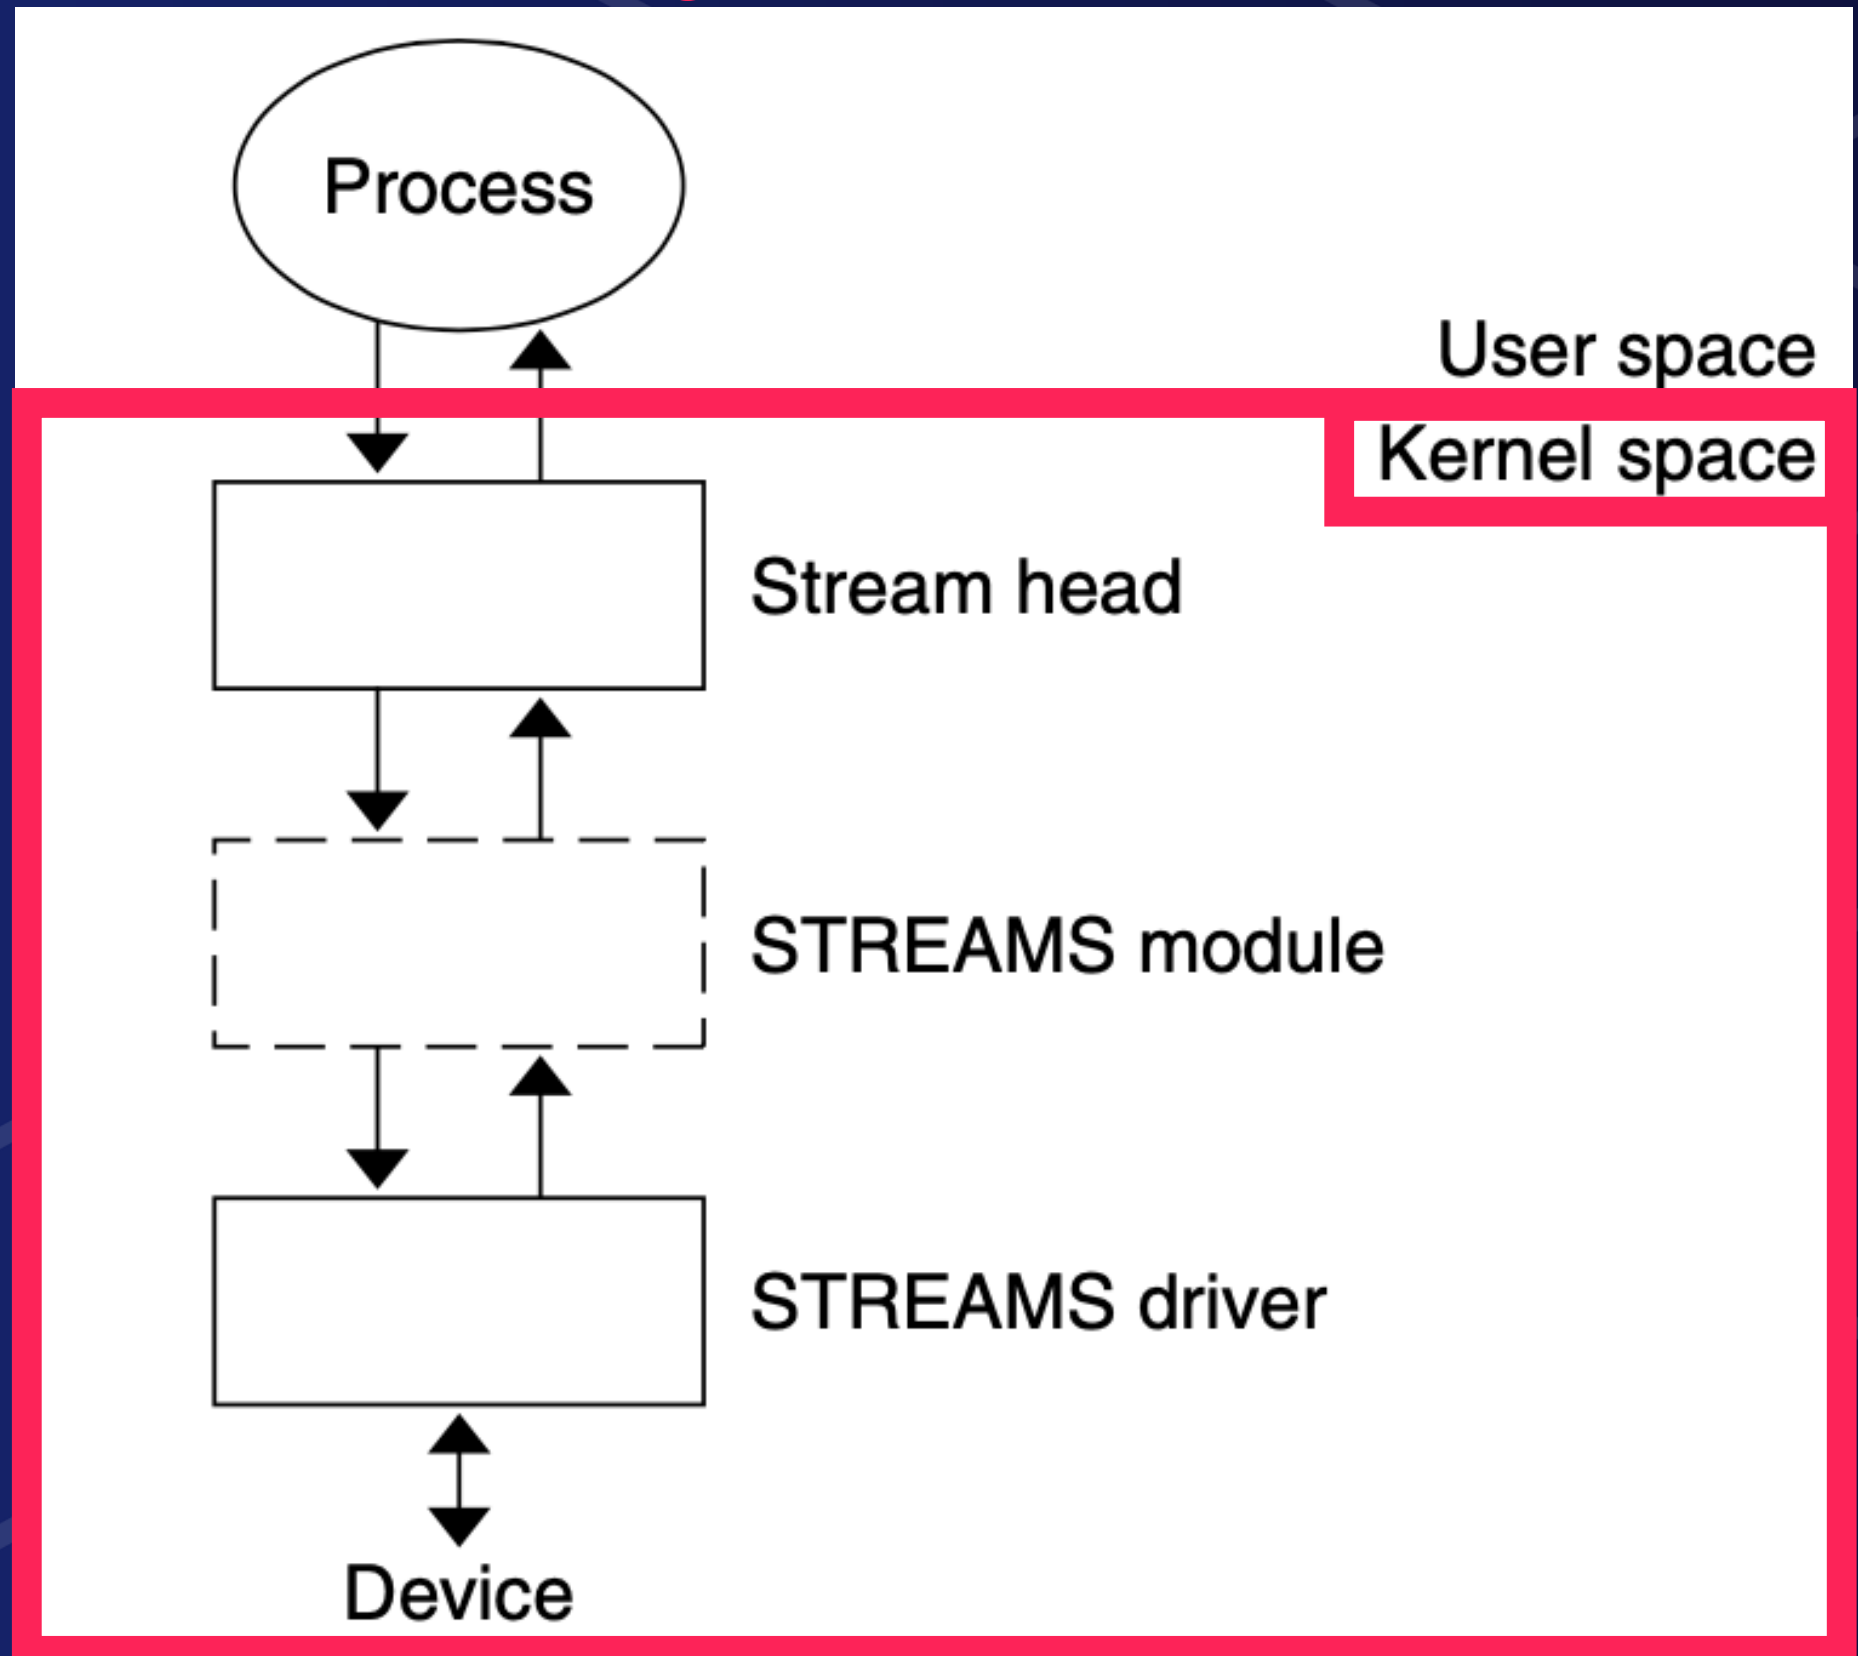 Process
User space
Kernel space
Stream head
STREAMS module
STREAMS driver
Device